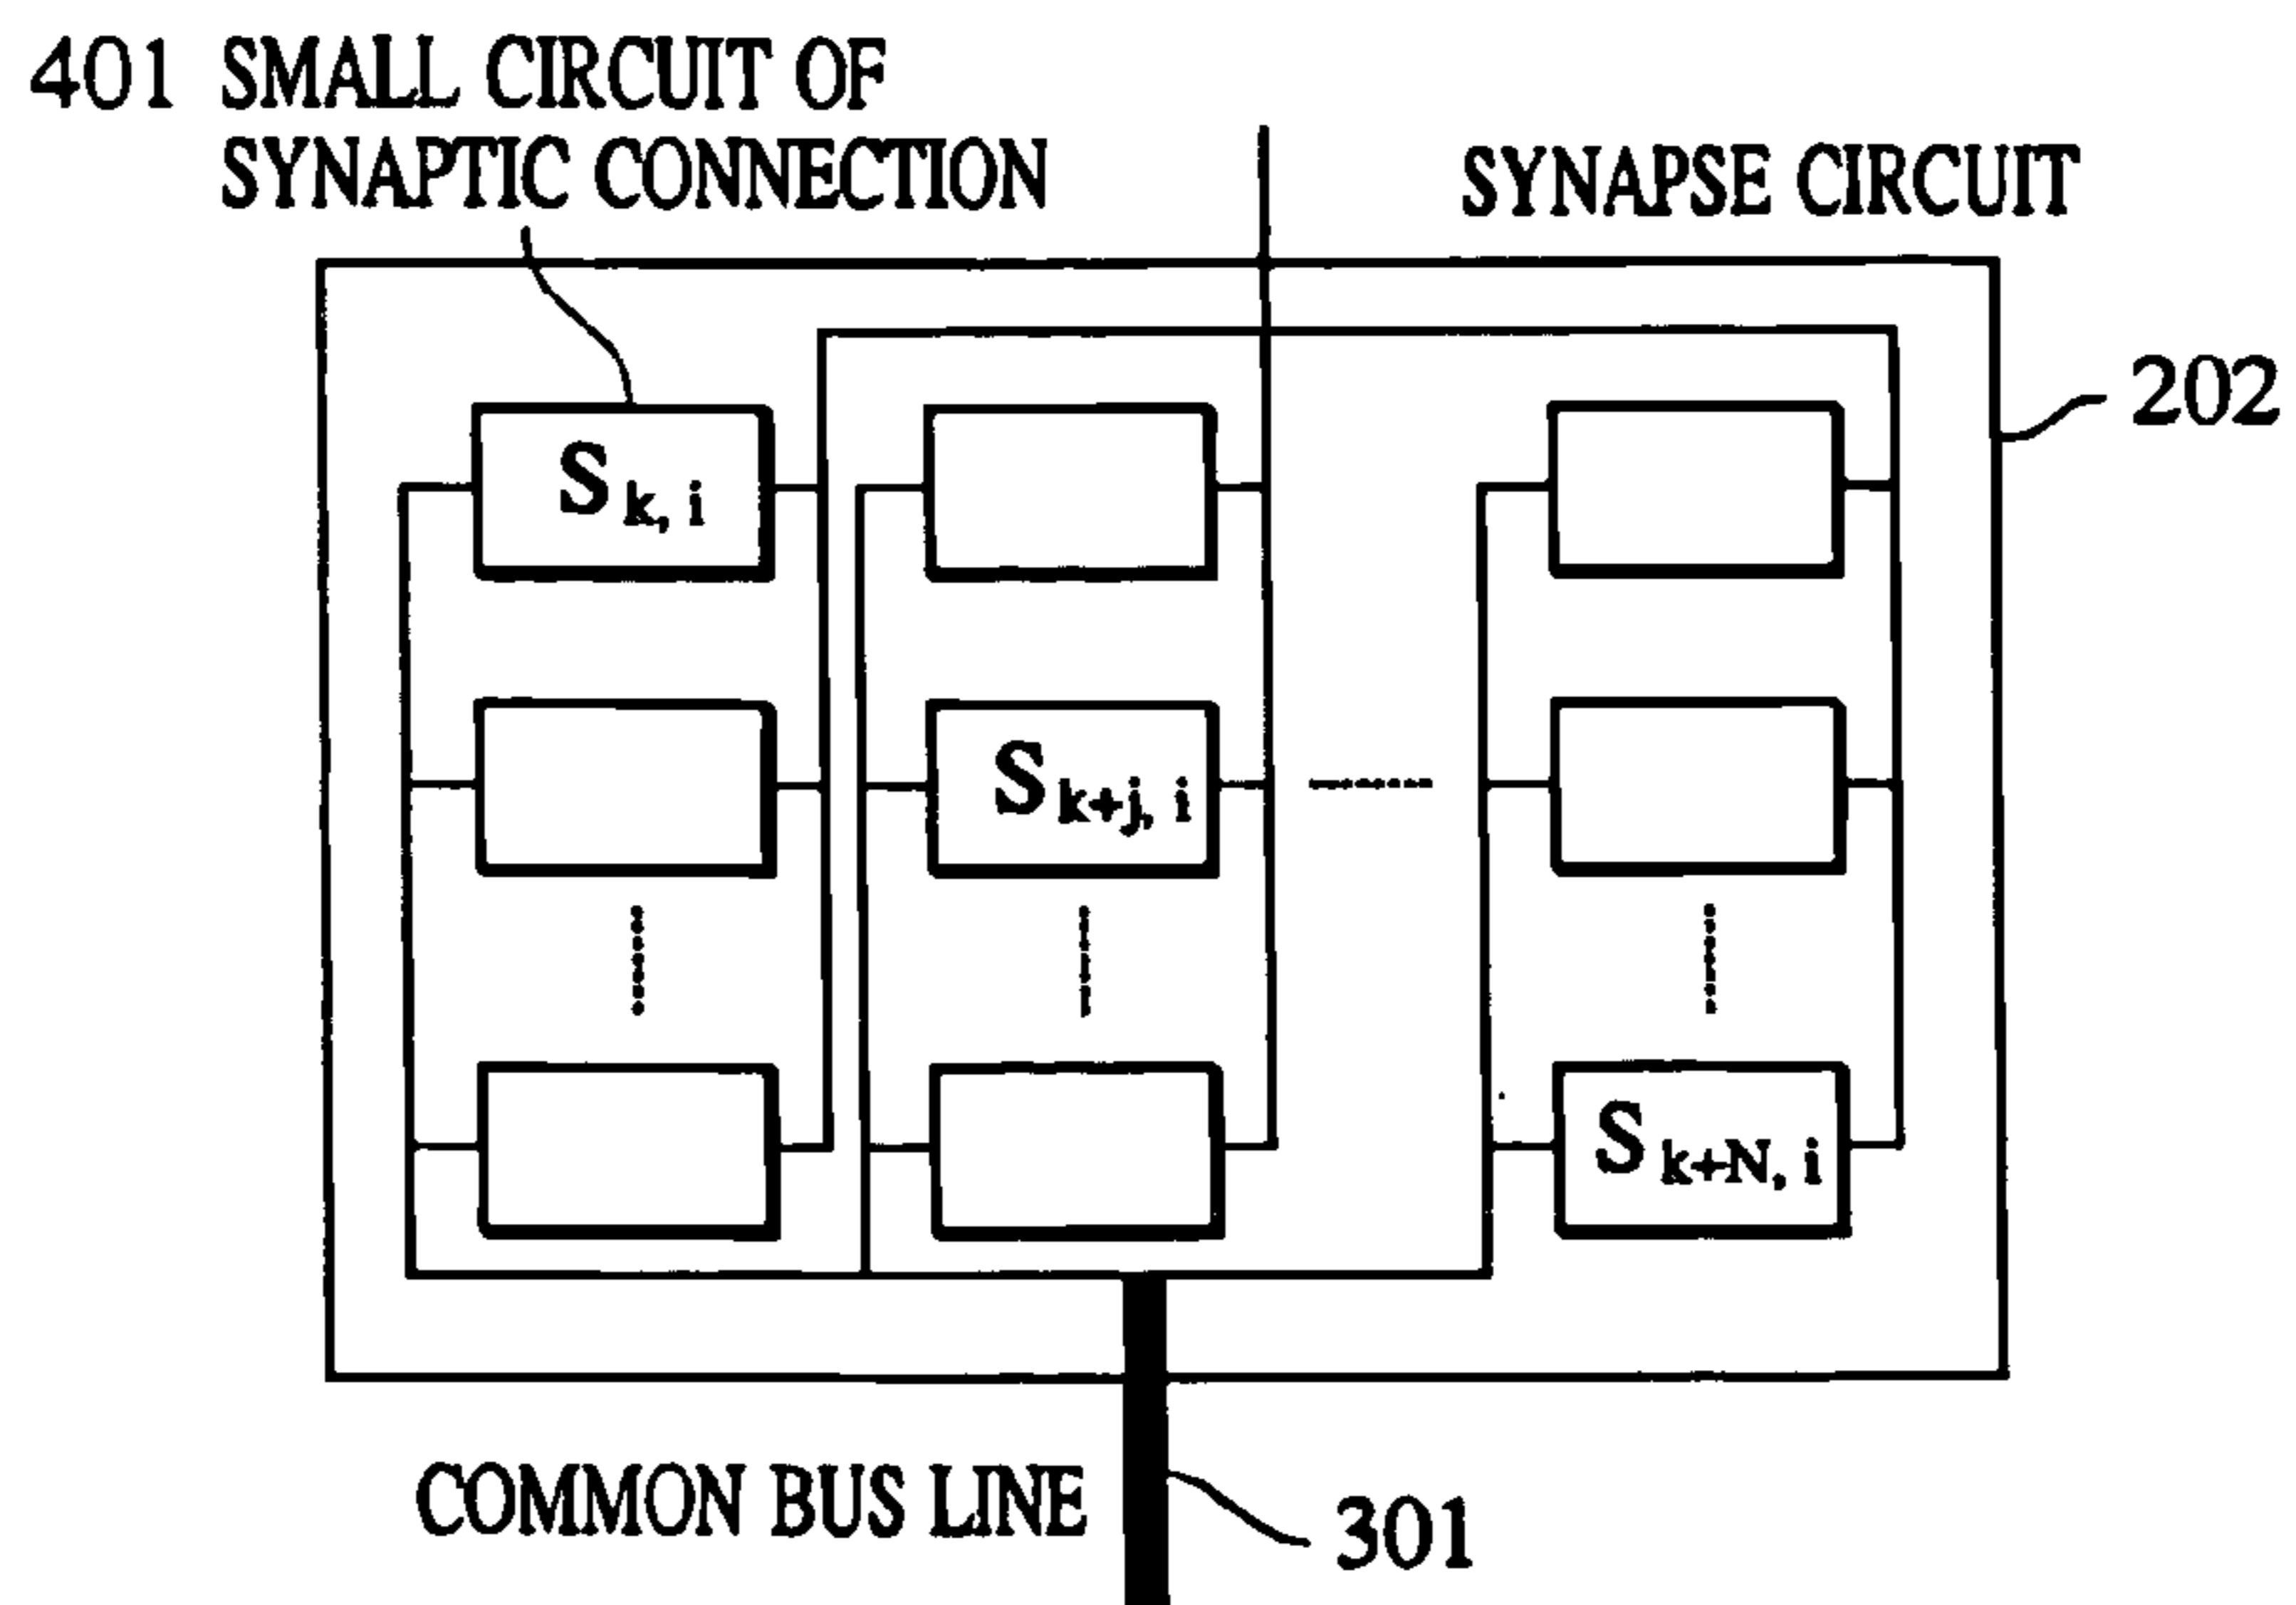 401 SMALL CIRCUIT OF
SYNAPTIC CONNECTION
SYNAPSE CIRCUIT
202
S k, i
S k+j, i
S k+N, i
COMMON BUS LINE
301